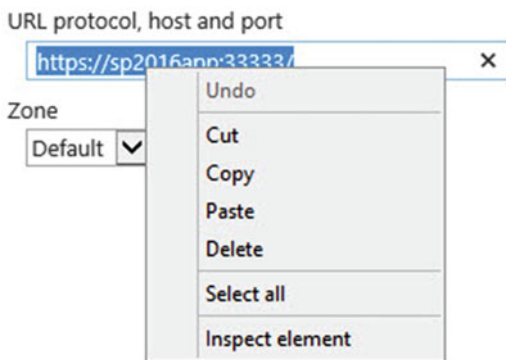 URL protocol, host and port
https://sp2016app:33333/
Undo
Zone
Default
Cut
Copy
Paste
Delete
Select all
Inspect element